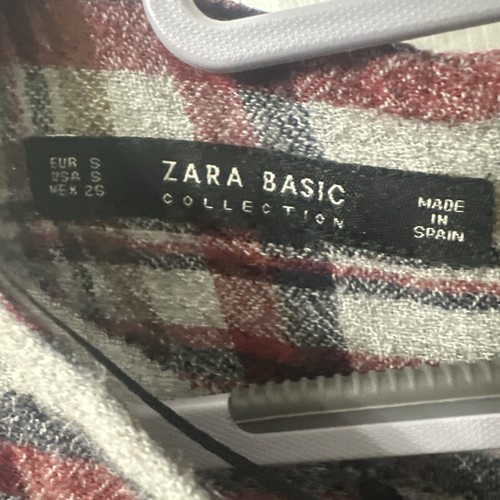 EUR S
USA S
MEX 26
ZARA BASIC
COLLECTION
MADE
IN
SPAIN